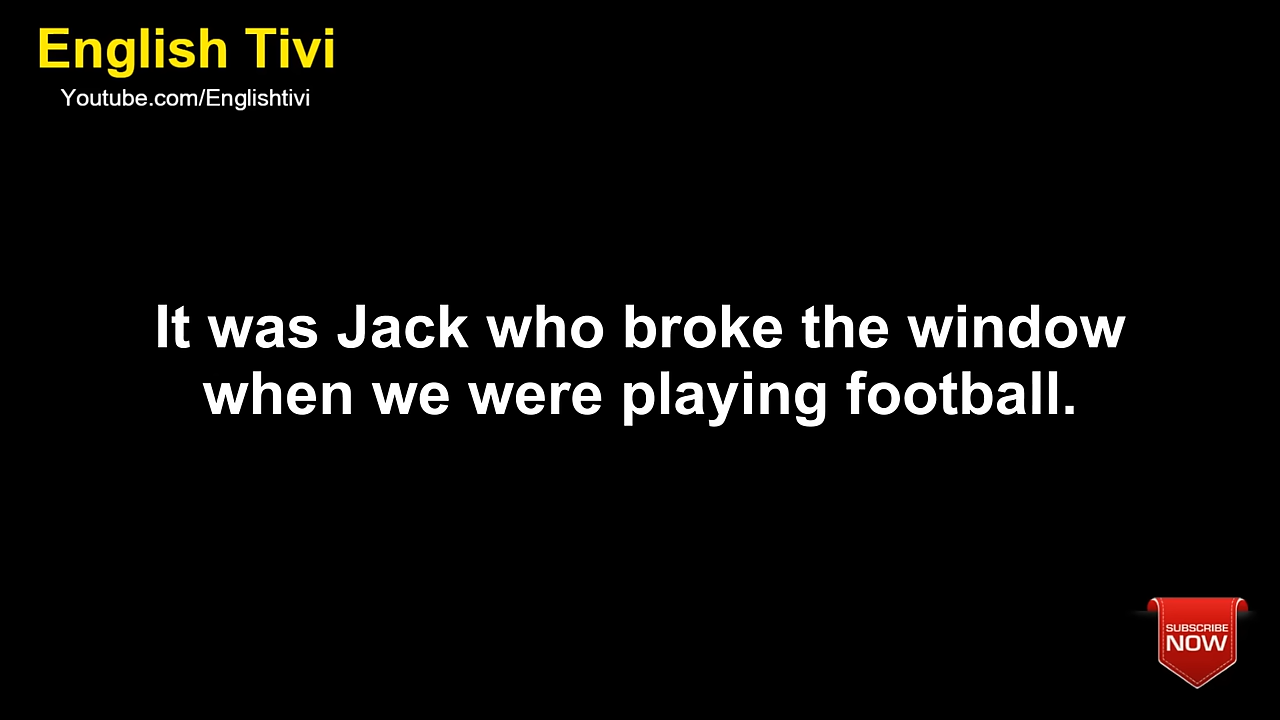 English Tivi
Youtube.com/Englishtivi
It was Jack who broke the window
when we were playing football.
SUBSCRIBE
NOW